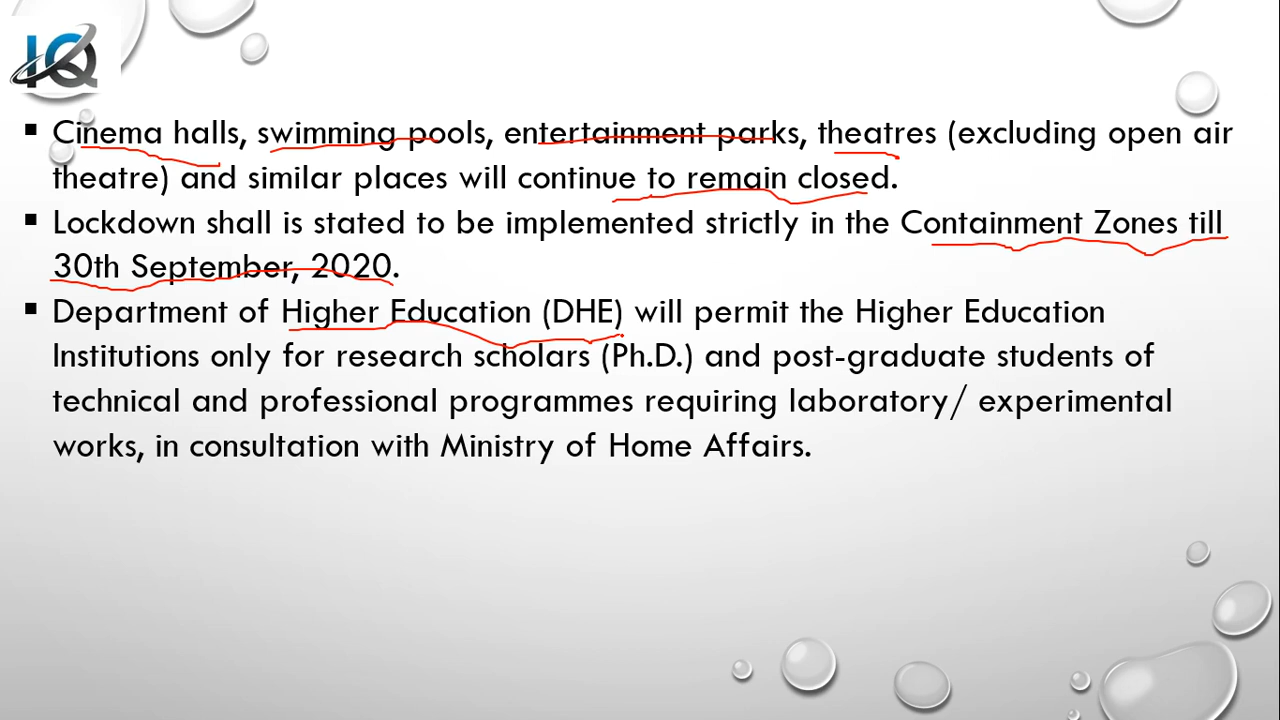 IQ
▪ Cinema halls, swimming pools, entertainment parks, theatres (excluding open air
theatre) and similar places will continue to remain closed.
▪ Lockdown shall is stated to be implemented strictly in the Containment Zones till
30th September, 2020.
▪ Department of Higher Education (DHE) will permit the Higher Education
Institutions only for research scholars (Ph.D.) and post-graduate students of
technical and professional programmes requiring laboratory/ experimental
works, in consultation with Ministry of Home Affairs.